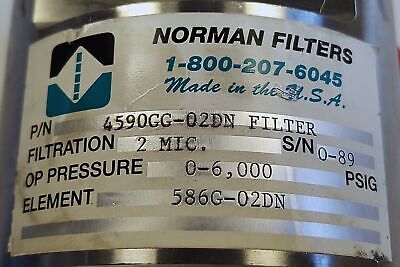 NORMAN FILTERS
1-800-207-6045
Made in the U.S.A.
P/N 4590GG-02DN FILTER
FILTRATION 2 MIC. S/N 0-89
OP PRESSURE 0-6,000 PSIG
ELEMENT 586G-02DN